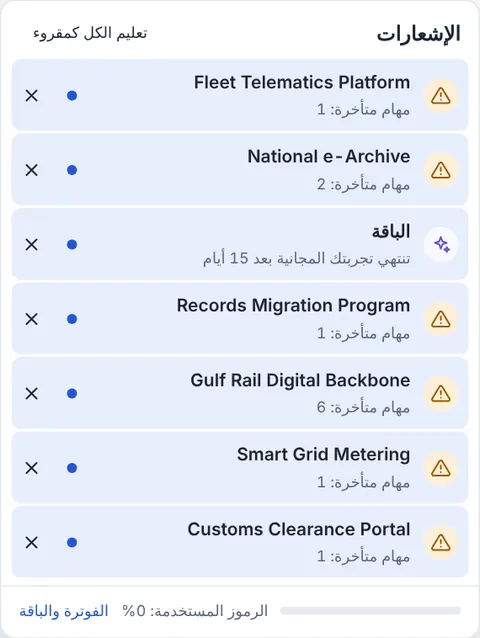 الإشعارات
تعليم الكل كمقروء
Fleet Telematics Platform
مهام متأخرة: 1
National e-Archive
مهام متأخرة: 2
الباقة
تنتهي تجربتك المجانية بعد 15 أيام
Records Migration Program
مهام متأخرة: 1
Gulf Rail Digital Backbone
مهام متأخرة: 6
Smart Grid Metering
مهام متأخرة: 1
Customs Clearance Portal
مهام متأخرة: 1
الرموز المستخدمة: 0%
الفوترة والباقة